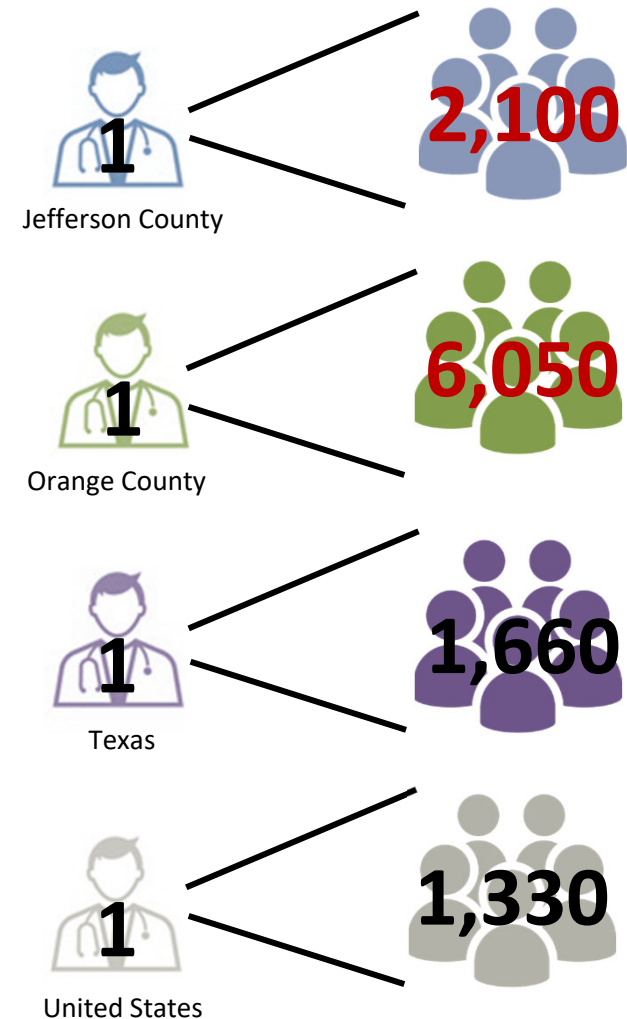 1 2,100
Jefferson County
1 6,050
Orange County
1 1,660
Texas
1 1,330
United States